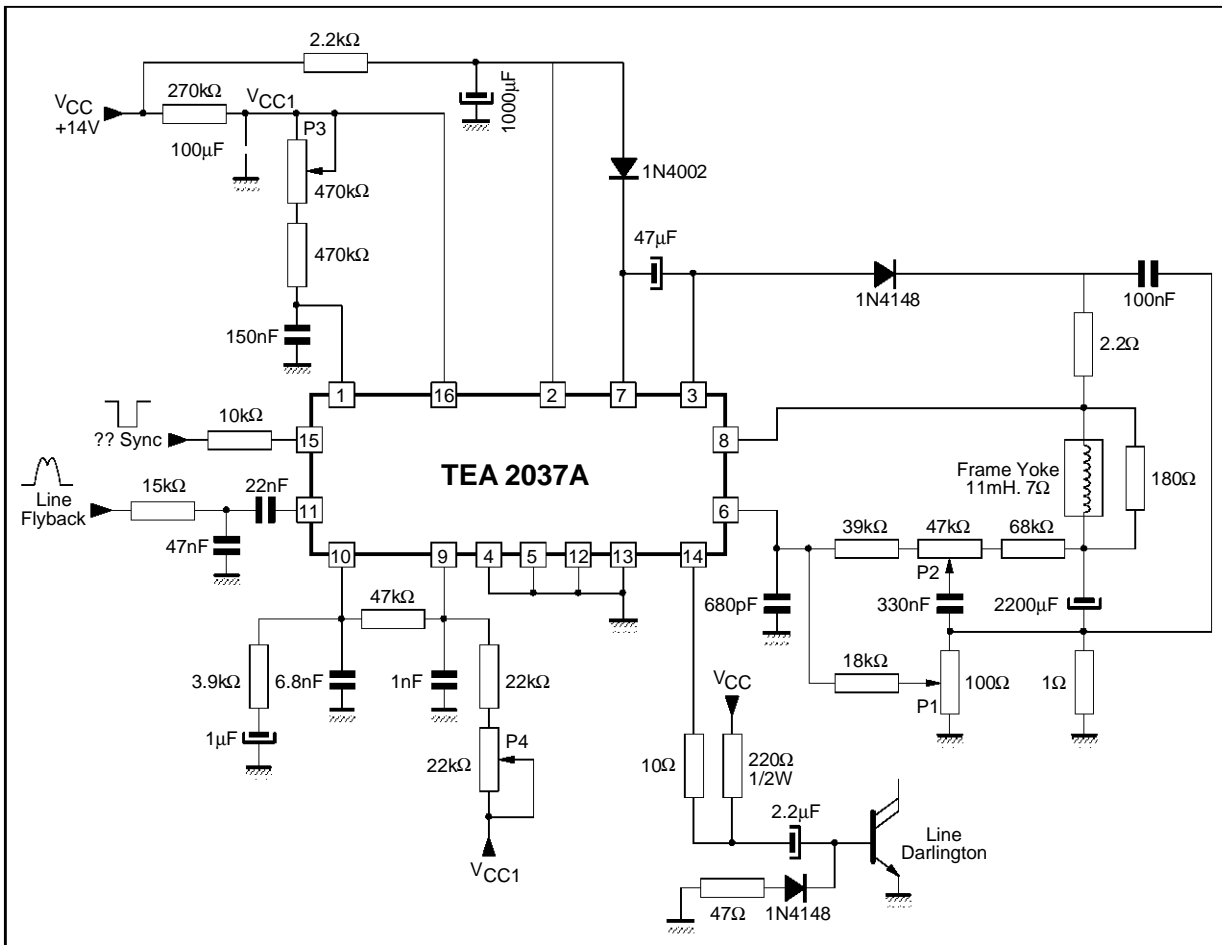 2.2kΩ
VCC
+14V
270kΩ
VCC1
1000μF
P3
100μF
470kΩ
1N4002
470kΩ
47μF
1N4148
100nF
150nF
2.2Ω
1
16
2
7
3
?? Sync
10kΩ
15
8
TEA 2037A
Frame Yoke
11mH. 7Ω
180Ω
Line
Flyback
15kΩ
22nF
11
6
39kΩ
47kΩ
68kΩ
47nF
10
9
4
5
12
13
14
P2
47kΩ
680pF
330nF
2200μF
3.9kΩ
6.8nF
1nF
22kΩ
18kΩ
100Ω
1Ω
P1
VCC
1μF
P4
22kΩ
10Ω
220Ω
1/2W
2.2μF
Line
Darlington
VCC1
47Ω
1N4148